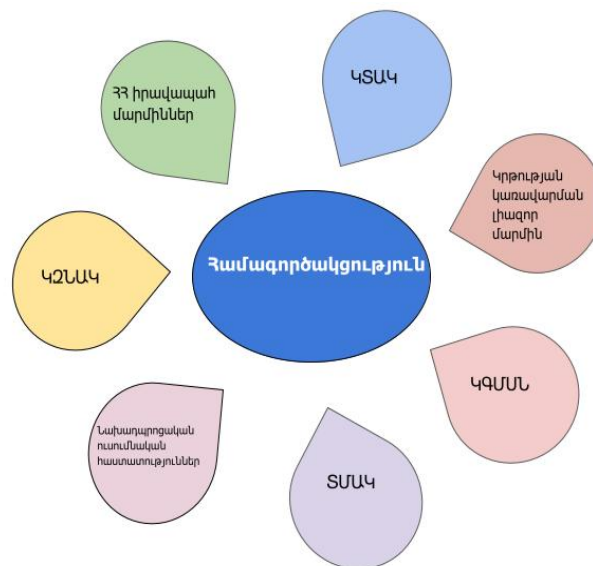 ՀՀ իրավապահ
մարմիններ
ԿՏԱԿ
Կրթության
կառավարման
լիազոր
մարմին
Համագործակցություն
ԿԶՆԱԿ
ԿԳՄՍՆ
Նախադպրոցական
ուսումնական
հաստատություններ
ՏՄԱԿ